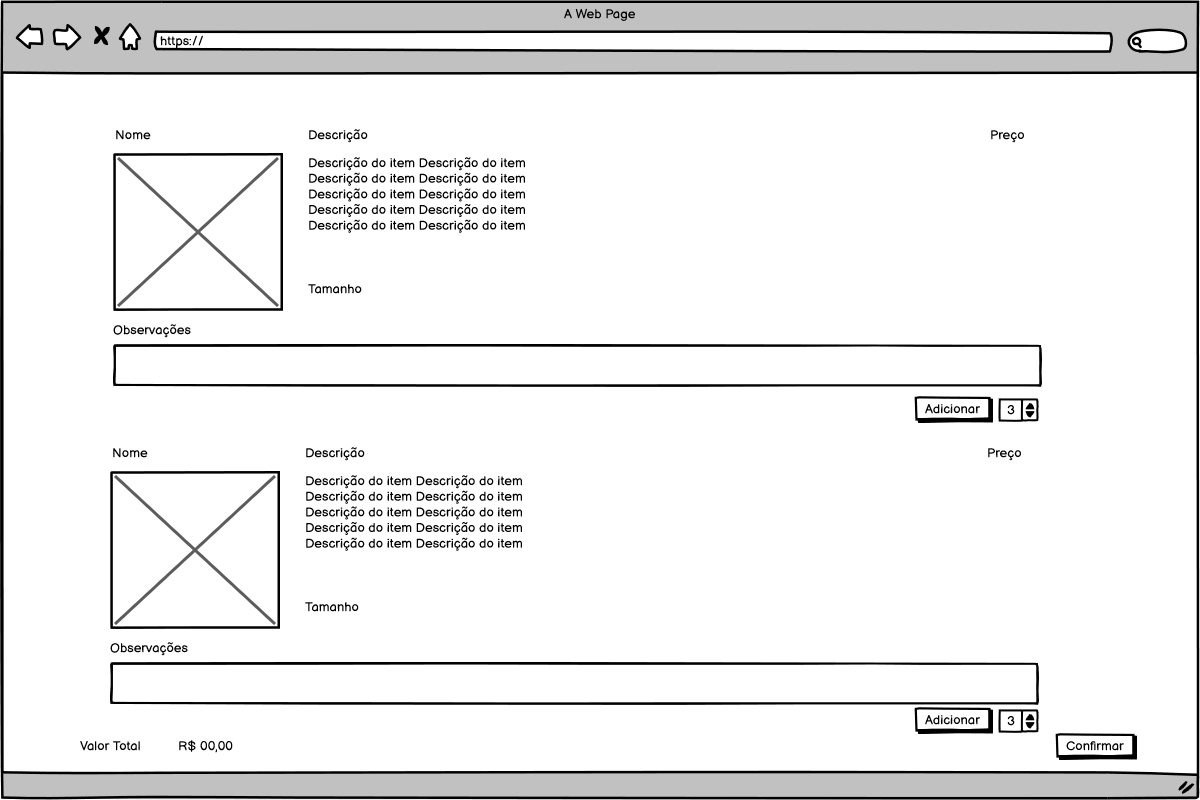 A Web Page
https://
Nome Descrição Preço
Descrição do item Descrição do item
Descrição do item Descrição do item
Descrição do item Descrição do item
Descrição do item Descrição do item
Descrição do item Descrição do item
Tamanho
Observações
Adicionar 3
Nome Descrição Preço
Descrição do item Descrição do item
Descrição do item Descrição do item
Descrição do item Descrição do item
Descrição do item Descrição do item
Descrição do item Descrição do item
Tamanho
Observações
Adicionar 3
Valor Total R$ 00,00 Confirmar